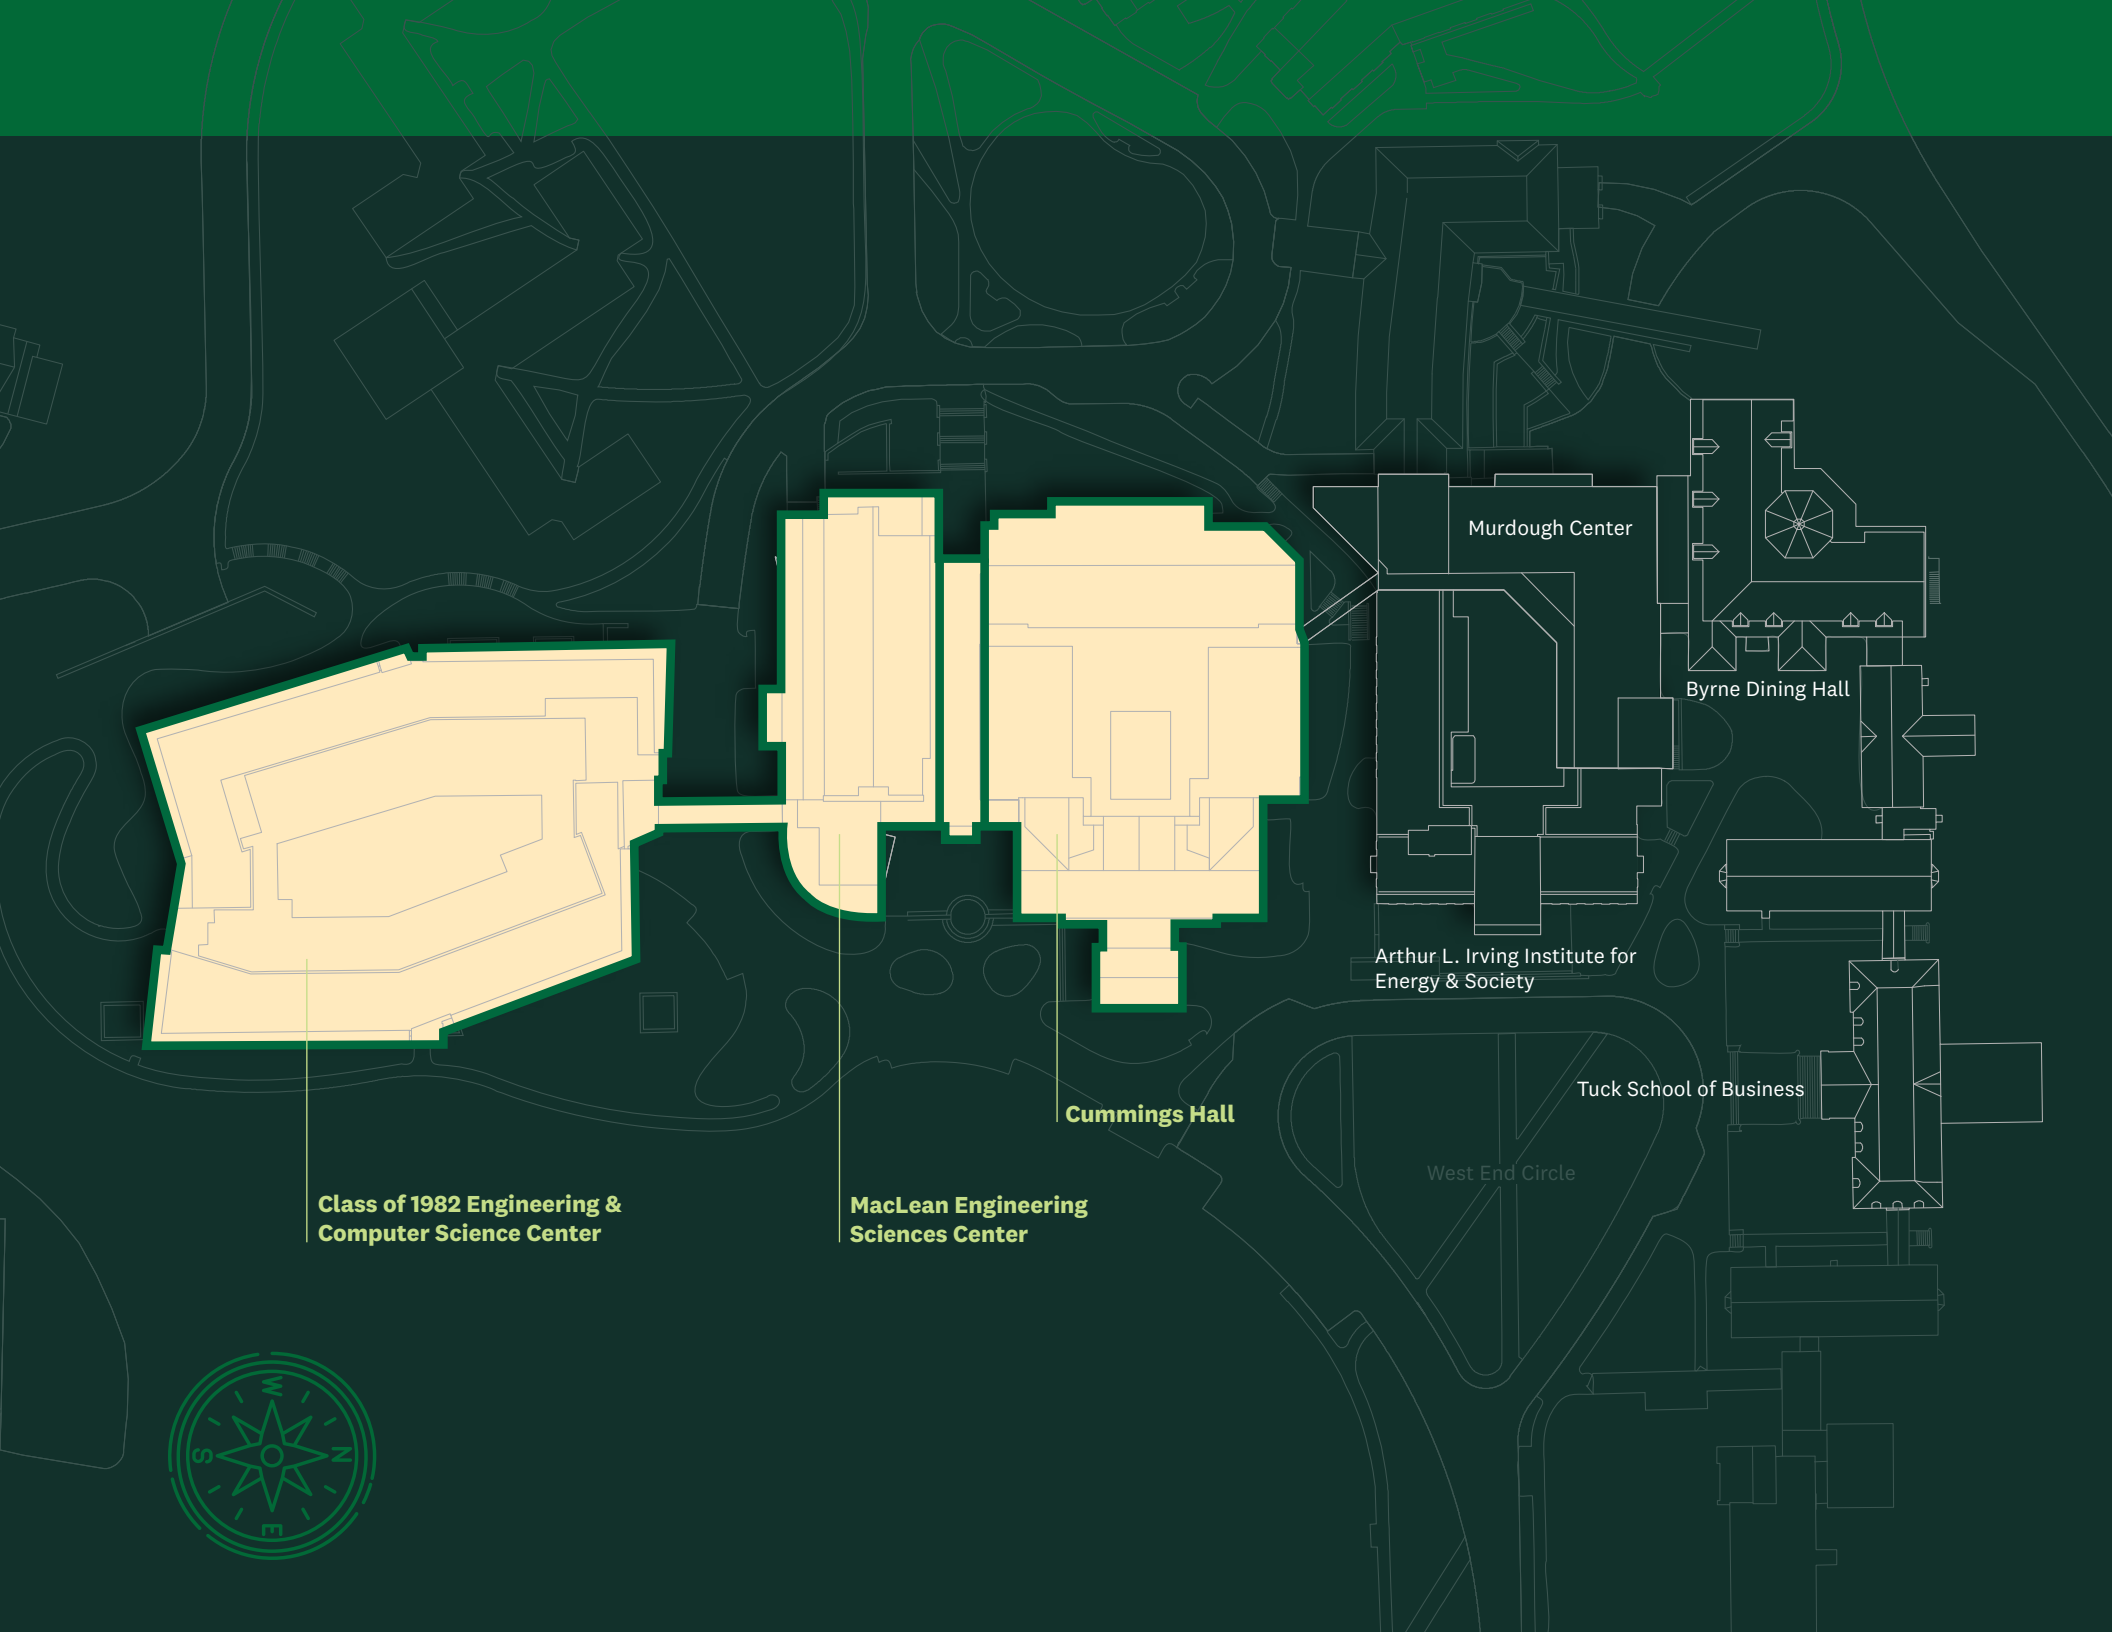 Murdough Center
Byrne Dining Hall
Arthur L. Irving Institute for
Energy & Society
Tuck School of Business
Cummings Hall
West End Circle
Class of 1982 Engineering &
Computer Science Center
MacLean Engineering
Sciences Center
W
S
N
E